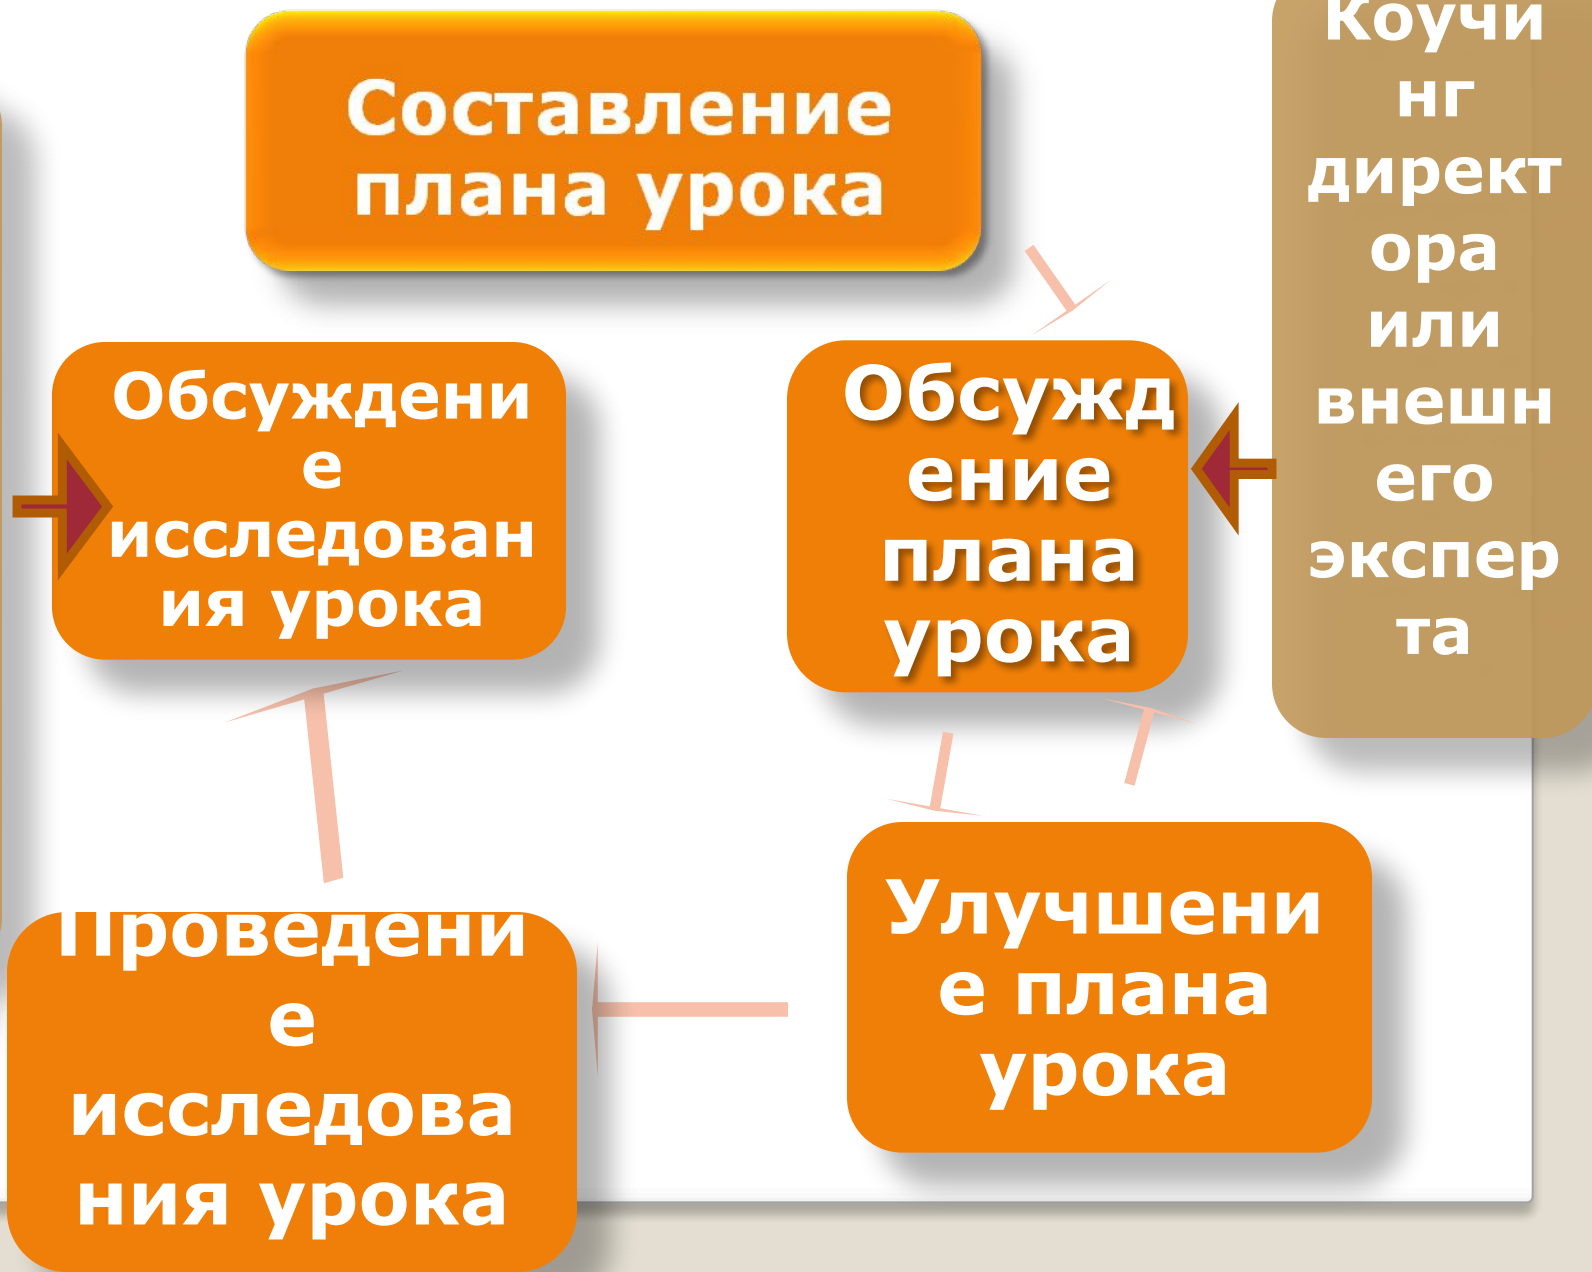 Составление
плана урока
Обсуждени
е
исследован
ия урока
Обсужд
ение
плана
урока
Коучи
нг
директ
ора
или
внешн
его
экспер
та
Улучшени
е плана
урока
Проведени
е
исследова
ния урока